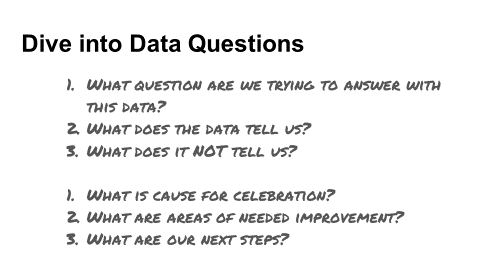 Dive into Data Questions
1. What question are we trying to answer with
this data?
2. What does the data tell us?
3. What does it NOT tell us?
1. What is cause for celebration?
2. What are areas of needed improvement?
3. What are our next steps?